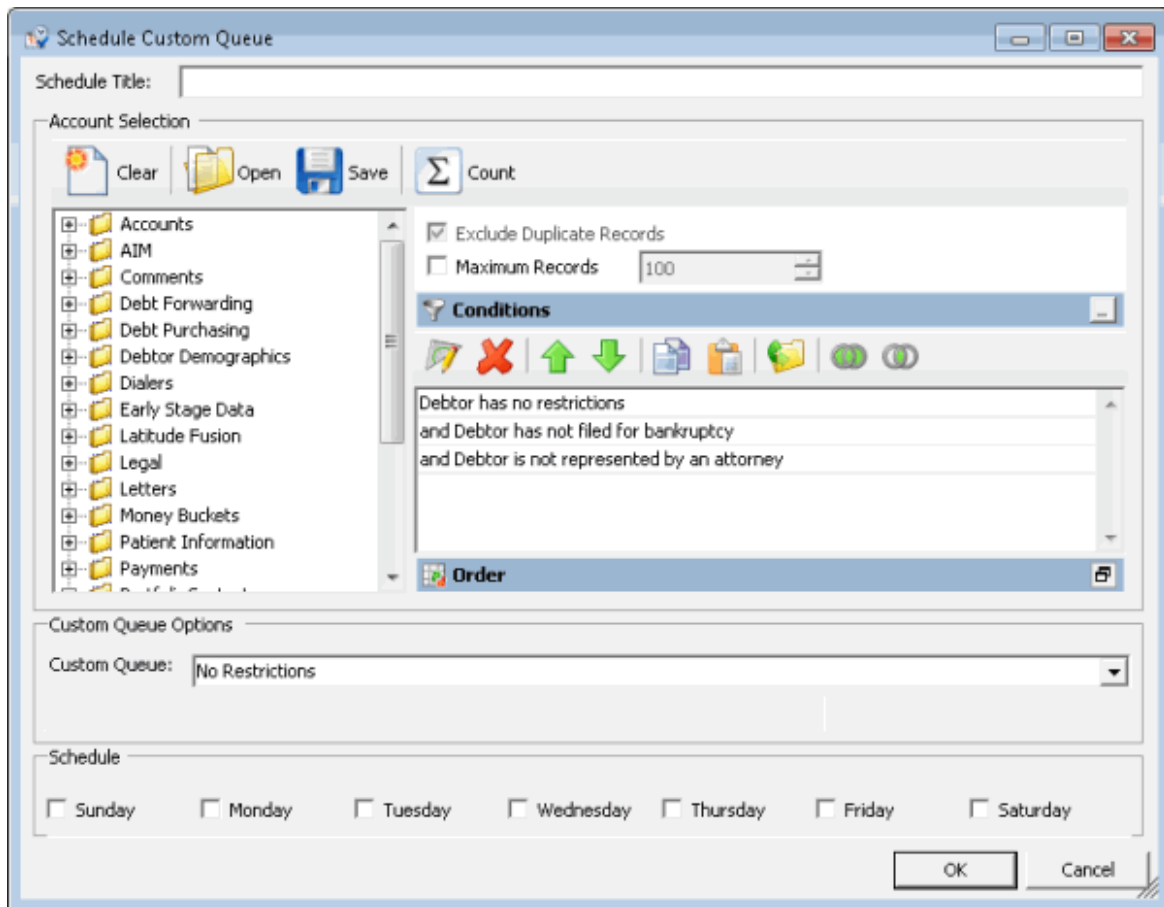 Schedule Custom Queue
Schedule Title:
Account Selection
Clear Open Save Σ Count
Accounts
AIM
Comments
Debt Forwarding
Debt Purchasing
Debtor Demographics
Dialers
Early Stage Data
Latitude Fusion
Legal
Letters
Money Buckets
Patient Information
Payments
Exclude Duplicate Records
Maximum Records 100
Conditions
Debtor has no restrictions
and Debtor has not filed for bankruptcy
and Debtor is not represented by an attorney
Order
Custom Queue Options
Custom Queue: No Restrictions
Schedule
Sunday Monday Tuesday Wednesday Thursday Friday Saturday
OK Cancel